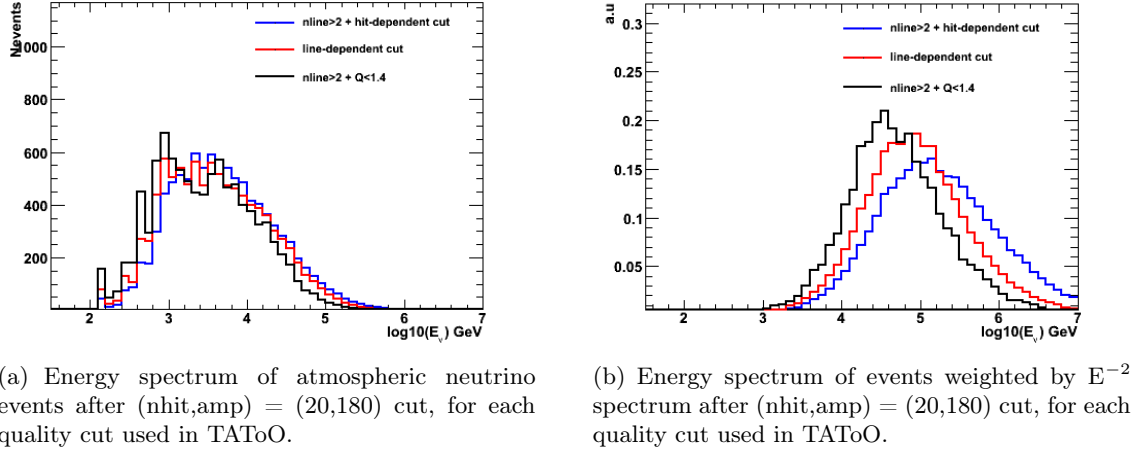 Nevents
1000
800
600
400
200
2 3 4 5 6 7
log10(E_ν) GeV
nline>2 + hit-dependent cut
line-dependent cut
nline>2 + Q<1.4
a.u
0.3
0.25
0.2
0.15
0.1
0.05
2 3 4 5 6 7
log10(E_ν) GeV
nline>2 + hit-dependent cut
line-dependent cut
nline>2 + Q<1.4
(a) Energy spectrum of atmospheric neutrino
events after (nhit,amp) = (20,180) cut, for each
quality cut used in TAToO.
(b) Energy spectrum of events weighted by E⁻²
spectrum after (nhit,amp) = (20,180) cut, for each
quality cut used in TAToO.